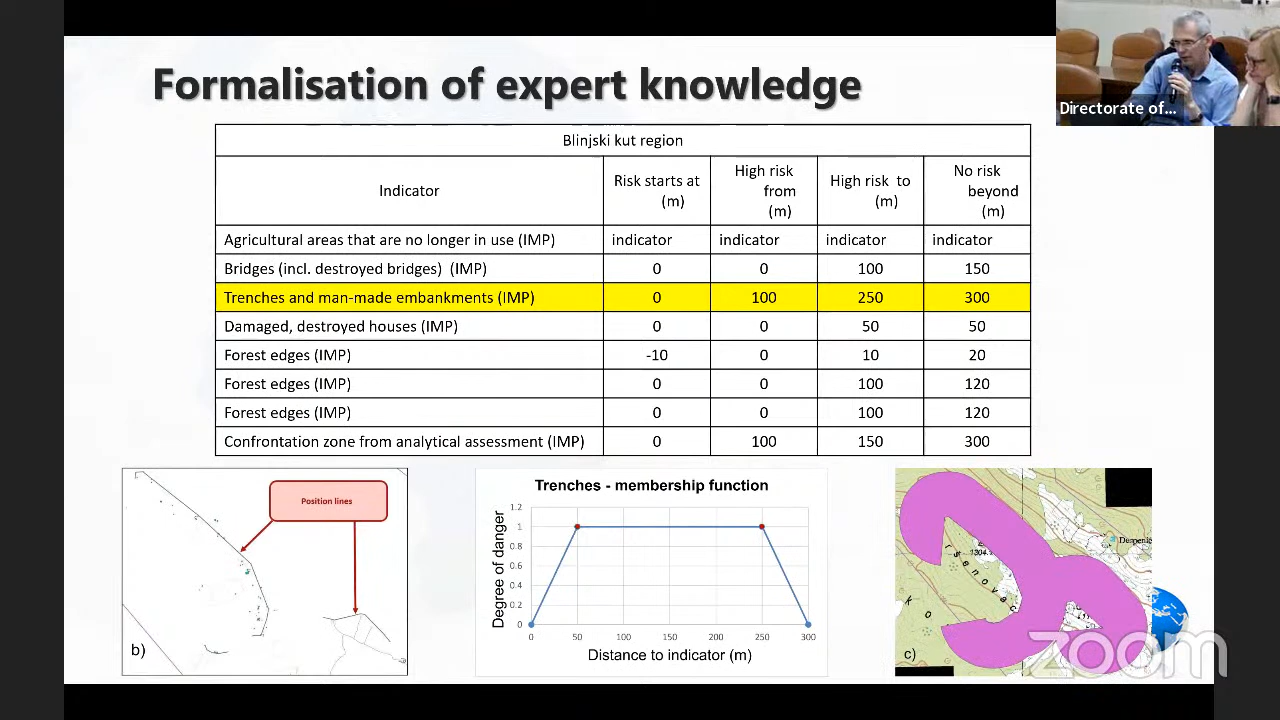 Formalisation of expert knowledge
Directorate of...
Blinjski kut region
Indicator Risk starts at (m) High risk from (m) High risk to (m) No risk beyond (m)
Agricultural areas that are no longer in use (IMP) indicator indicator indicator indicator
Bridges (incl. destroyed bridges) (IMP) 0 0 100 150
Trenches and man-made embankments (IMP) 0 100 250 300
Damaged, destroyed houses (IMP) 0 0 50 50
Forest edges (IMP) -10 0 10 20
Forest edges (IMP) 0 0 100 120
Forest edges (IMP) 0 0 100 120
Confrontation zone from analytical assessment (IMP) 0 100 150 300
Position lines
b)
Trenches - membership function
Degree of danger
1.2
1
0.8
0.6
0.4
0.2
0
0 50 100 150 200 250 300
Distance to indicator (m)
c)
zoom